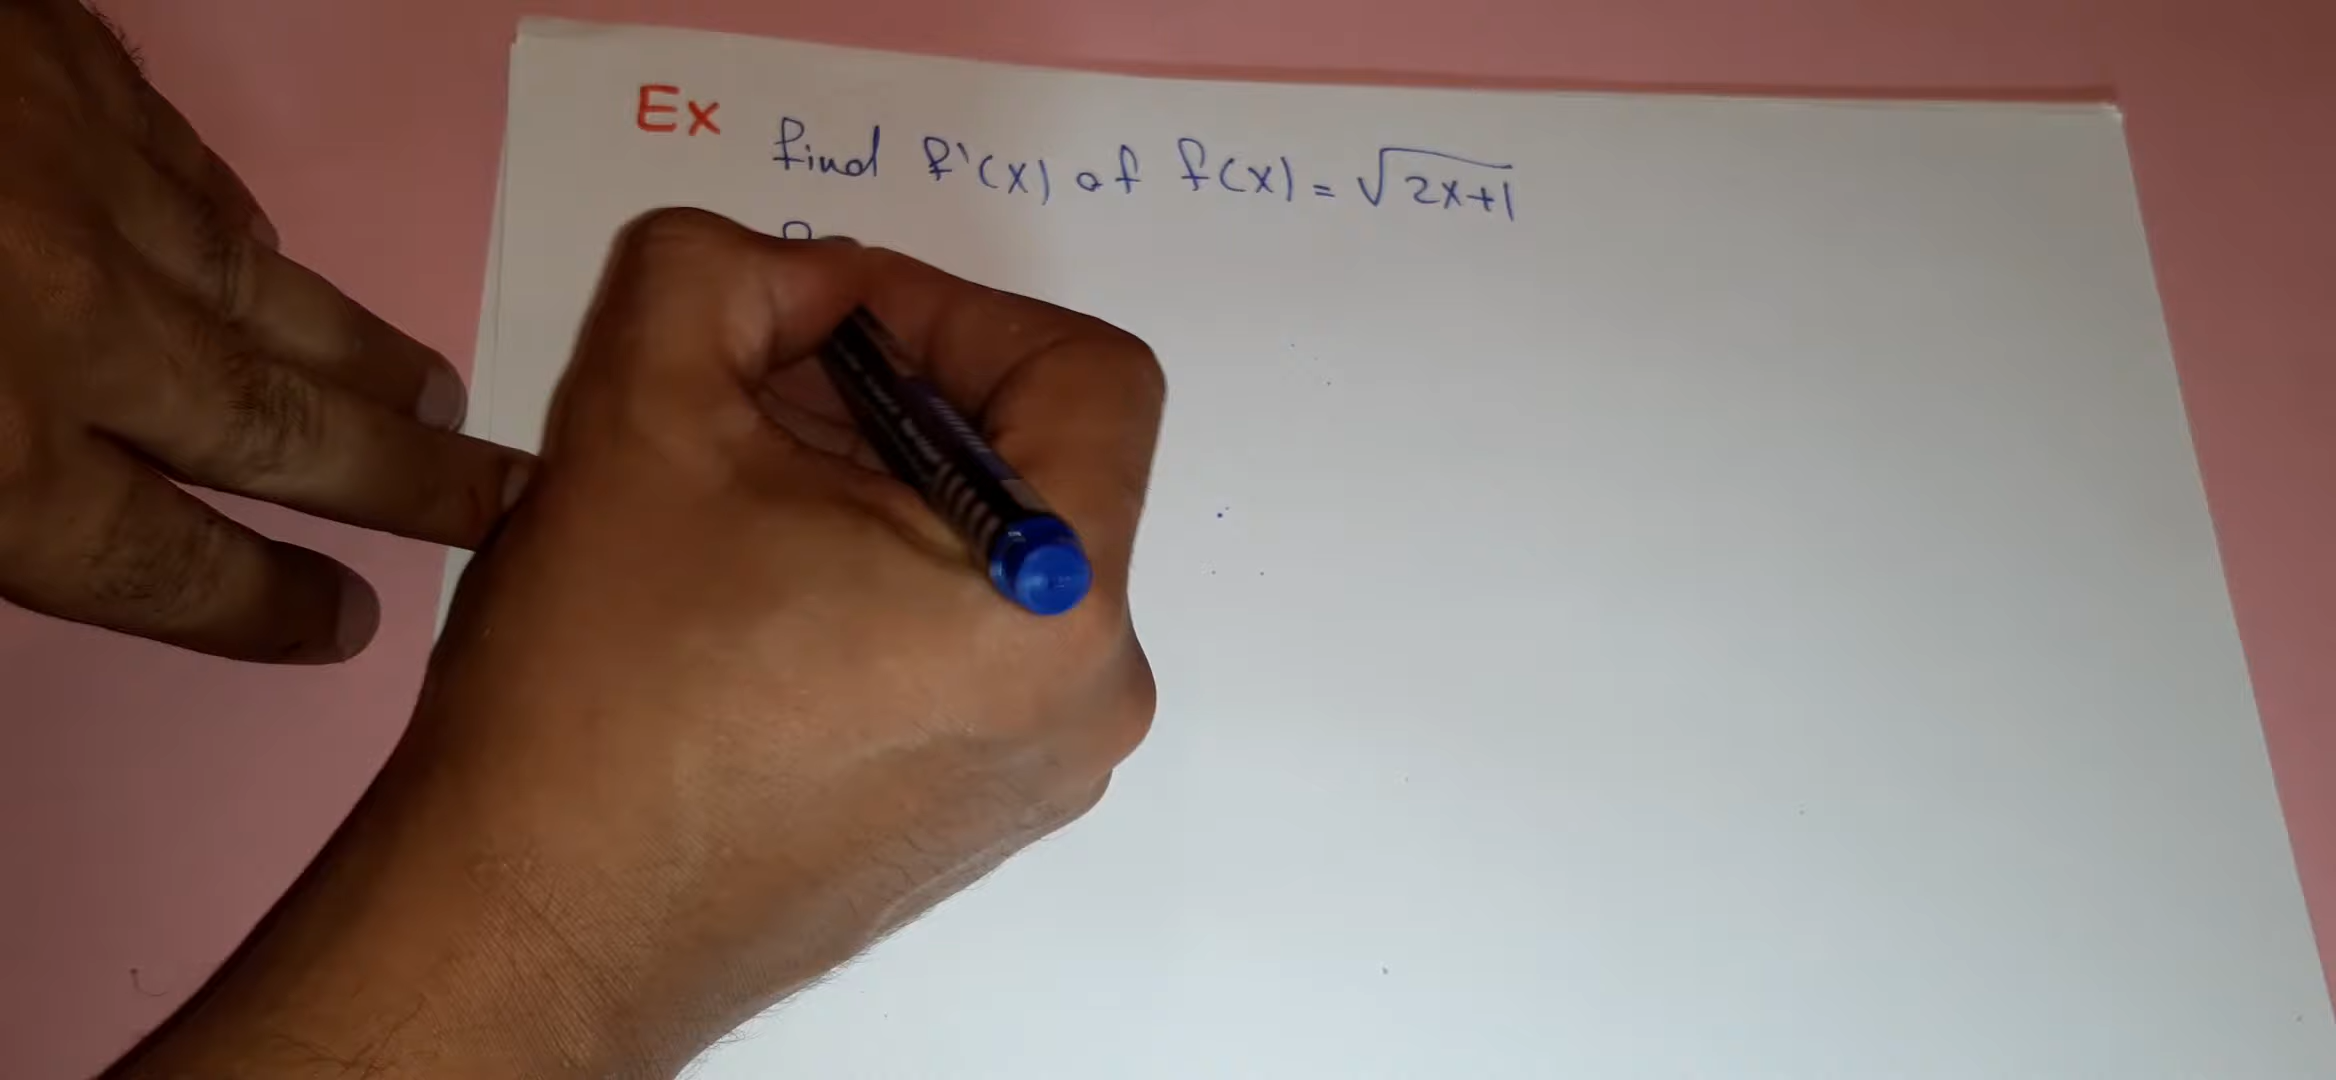 Ex find f'(x) of f(x) = √2x+1